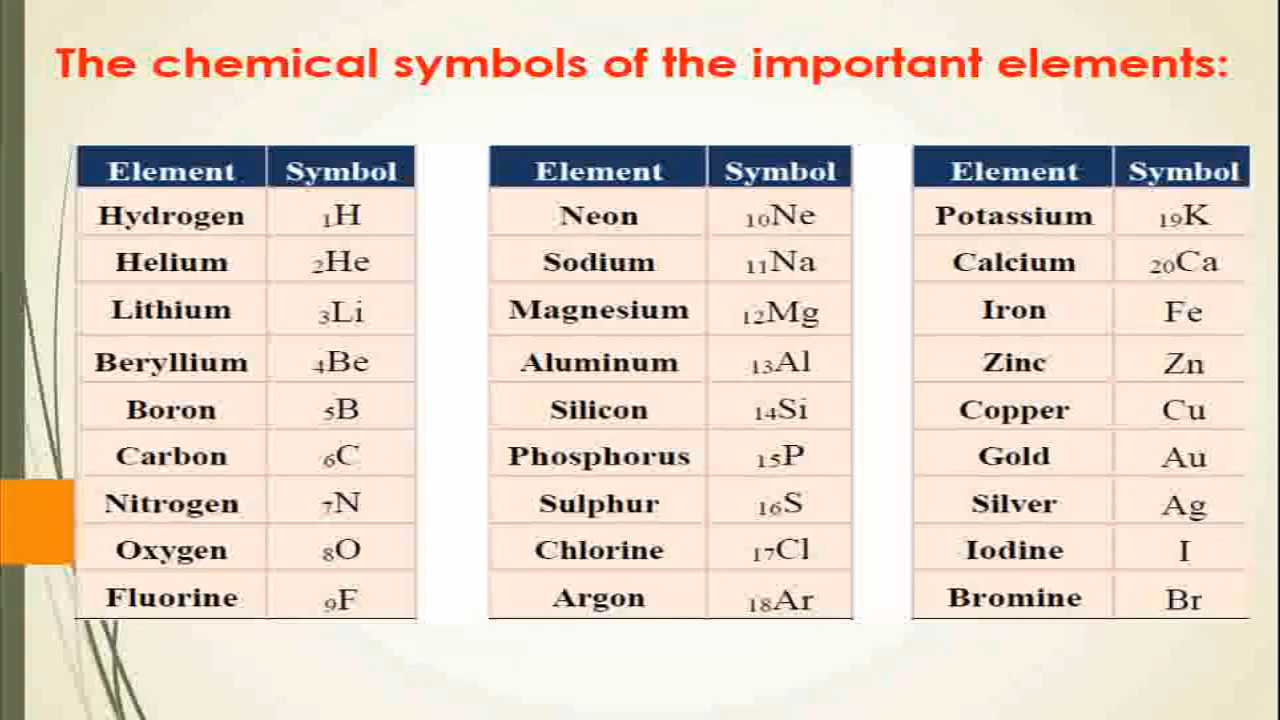 The chemical symbols of the important elements:
Element Symbol
Hydrogen ₁H
Helium ₂He
Lithium ₃Li
Beryllium ₄Be
Boron ₅B
Carbon ₆C
Nitrogen ₇N
Oxygen ₈O
Fluorine ₉F
Element Symbol
Neon ₁₀Ne
Sodium ₁₁Na
Magnesium ₁₂Mg
Aluminum ₁₃Al
Silicon ₁₄Si
Phosphorus ₁₅P
Sulphur ₁₆S
Chlorine ₁₇Cl
Argon ₁₈Ar
Element Symbol
Potassium ₁₉K
Calcium ₂₀Ca
Iron Fe
Zinc Zn
Copper Cu
Gold Au
Silver Ag
Iodine I
Bromine Br